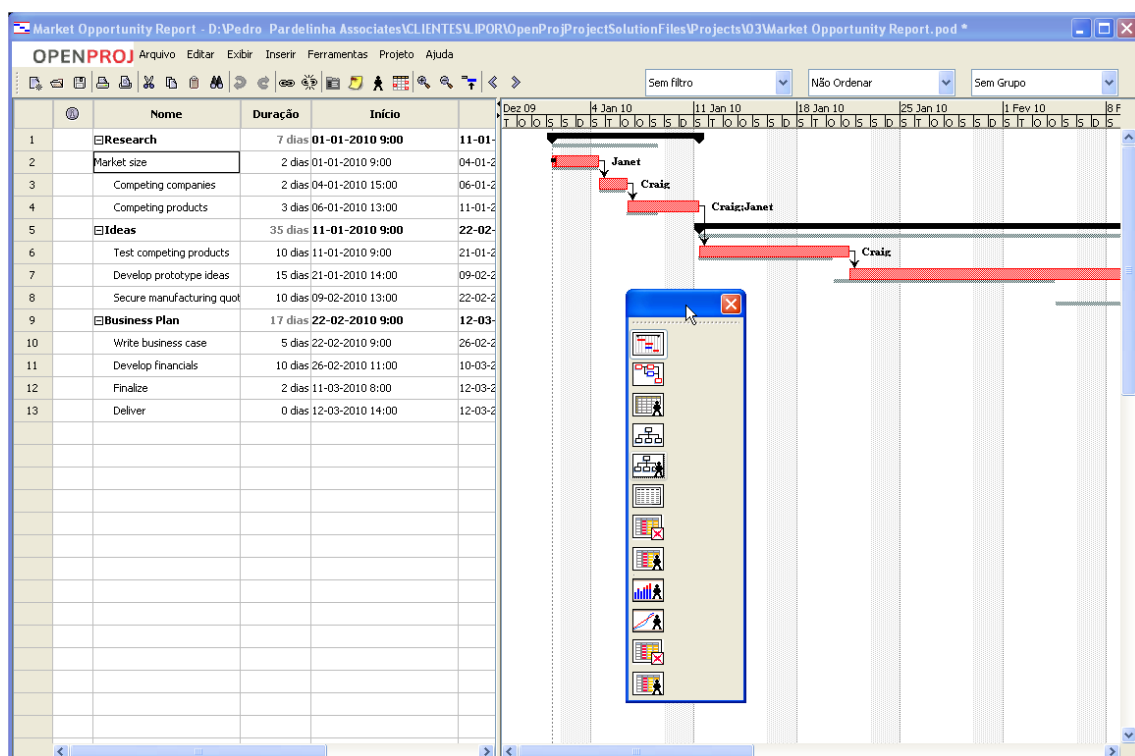 Market Opportunity Report - D:\Pedro Pardelinha Associates\CLIENTES\LIPOR\OpenProjProjectSolutionFiles\Projects\03\Market Opportunity Report.pod *
OPENPROJ Arquivo Editar Exibir Inserir Ferramentas Projeto Ajuda
Sem filtro Não Ordenar Sem Grupo
Nome Duração Início
Dez 09 4 Jan 10 11 Jan 10 18 Jan 10 25 Jan 10 1 Fev 10 8 F
T Q Q S S D S T Q Q S S D S T Q Q S S D S T Q Q S S D S T Q Q S S D S T Q Q S S D S
1 Research 7 dias 01-01-2010 9:00 11-01-
2 Market size 2 dias 01-01-2010 9:00 04-01-2 Janet
3 Competing companies 2 dias 04-01-2010 15:00 06-01-2 Craig
4 Competing products 3 dias 06-01-2010 13:00 11-01-2 Craig;Janet
5 Ideas 35 dias 11-01-2010 9:00 22-02-
6 Test competing products 10 dias 11-01-2010 9:00 21-01-2 Craig
7 Develop prototype ideas 15 dias 21-01-2010 14:00 09-02-2
8 Secure manufacturing quot 10 dias 09-02-2010 13:00 22-02-2
9 Business Plan 17 dias 22-02-2010 9:00 12-03-
10 Write business case 5 dias 22-02-2010 9:00 26-02-2
11 Develop financials 10 dias 26-02-2010 11:00 10-03-2
12 Finalize 2 dias 11-03-2010 8:00 12-03-2
13 Deliver 0 dias 12-03-2010 14:00 12-03-2